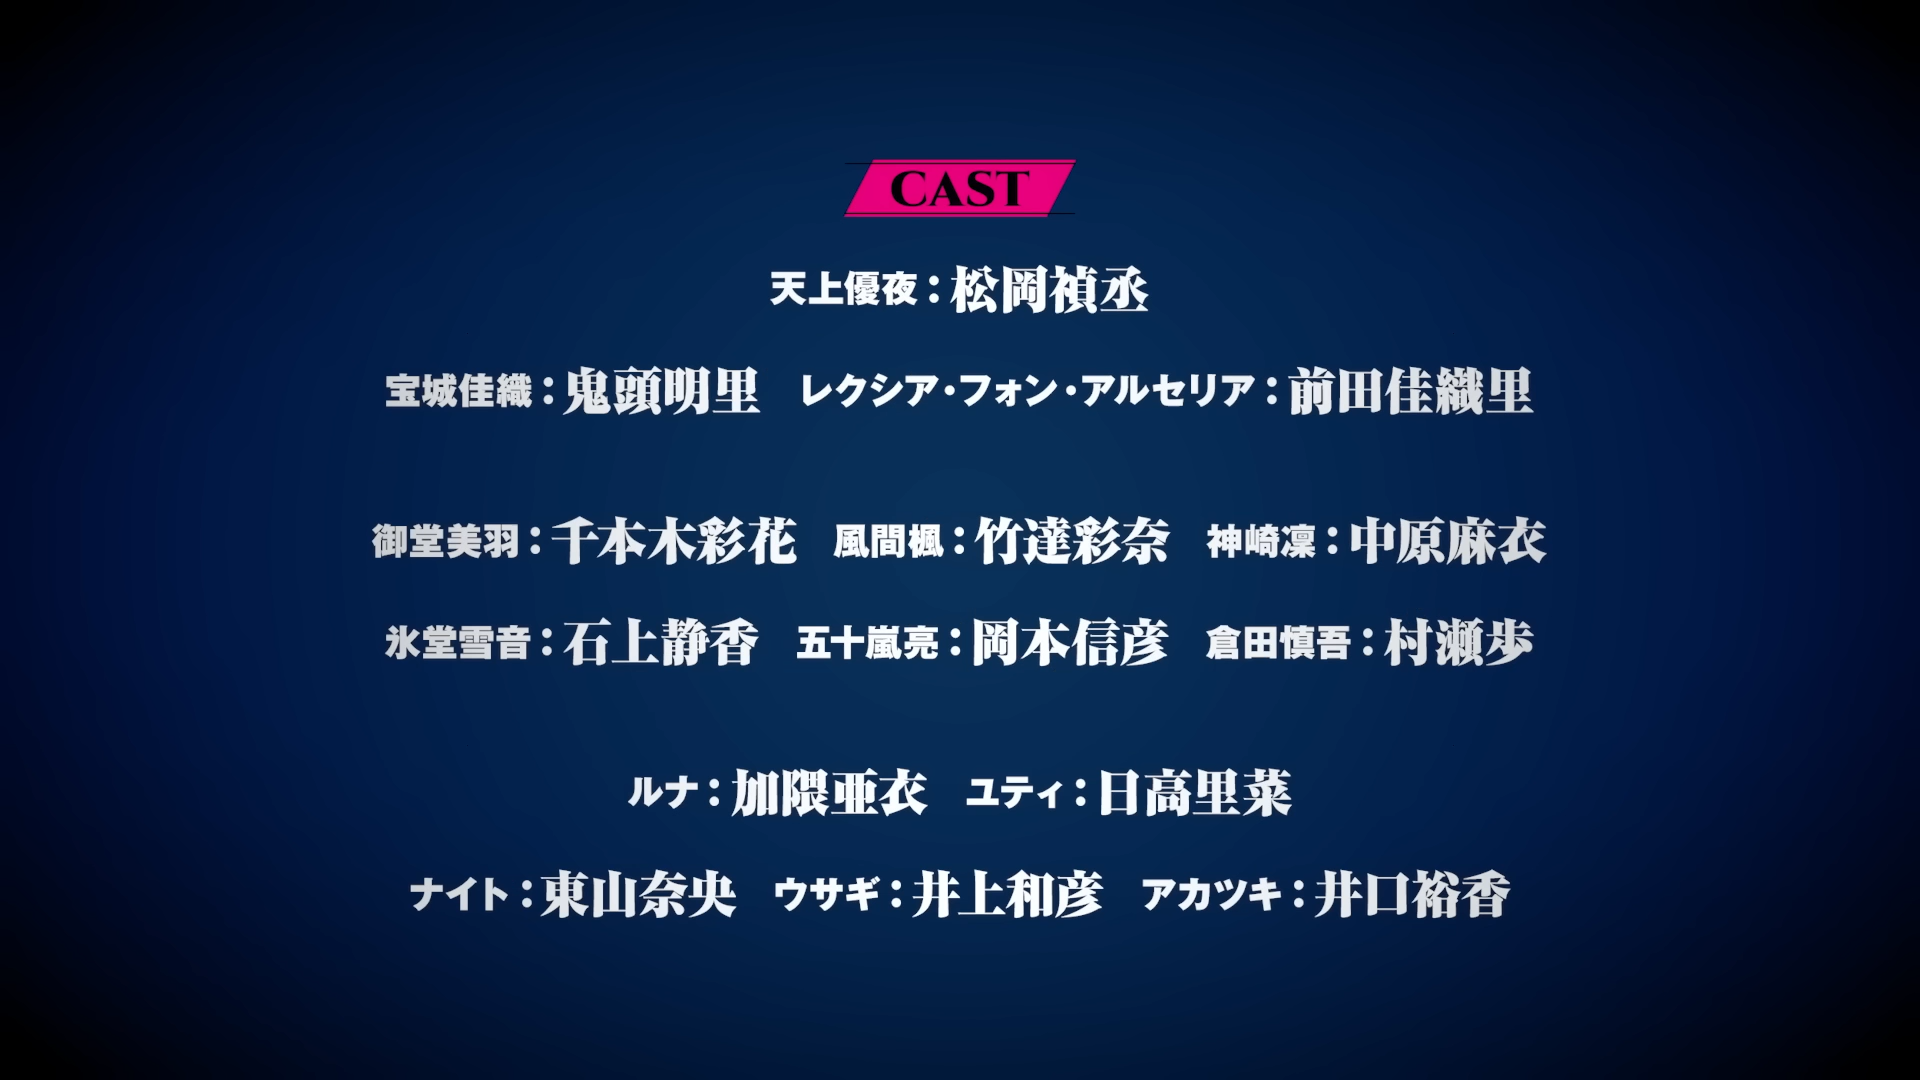 CAST
天上優夜：松岡禎丞
宝城佳織：鬼頭明里　レクシア・フォン・アルセリア：前田佳織里
御堂美羽：千本木彩花　風間楓：竹達彩奈　神崎凜：中原麻衣
氷堂雪音：石上静香　五十嵐亮：岡本信彦　倉田慎吾：村瀬歩
ルナ：加隈亜衣　ユティ：日高里菜
ナイト：東山奈央　ウサギ：井上和彦　アカツキ：井口裕香